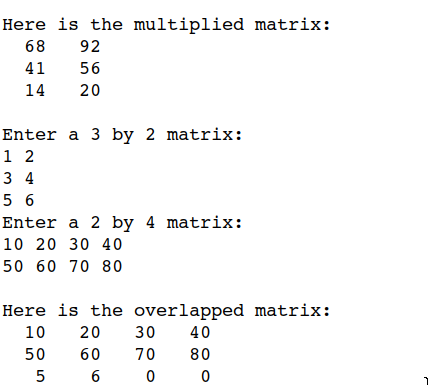 Here is the multiplied matrix:
68 92
41 56
14 20
Enter a 3 by 2 matrix:
1 2
3 4
5 6
Enter a 2 by 4 matrix:
10 20 30 40
50 60 70 80
Here is the overlapped matrix:
10 20 30 40
50 60 70 80
5 6 0 0